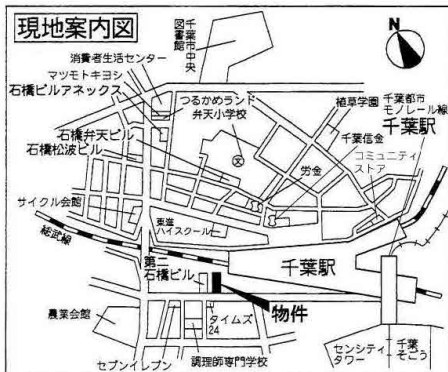 現地案内図
N
千葉市中央
図書館
消費者生活センター
マツモトキヨシ
石橋ビルアネックス
つるかめランド
弁天小学校
植草学園
千葉都市
モノレール線
千葉駅
石橋弁天ビル
石橋松波ビル
千葉信金
文
労金
コミュニティ
ストア
サイクル会館
東進
ハイスクール
総武線
第二
石橋ビル
千葉駅
物件
農業会館
タイムズ
24
セブンイレブン
調理師専門学校
センシティ
タワー
千葉
そごう